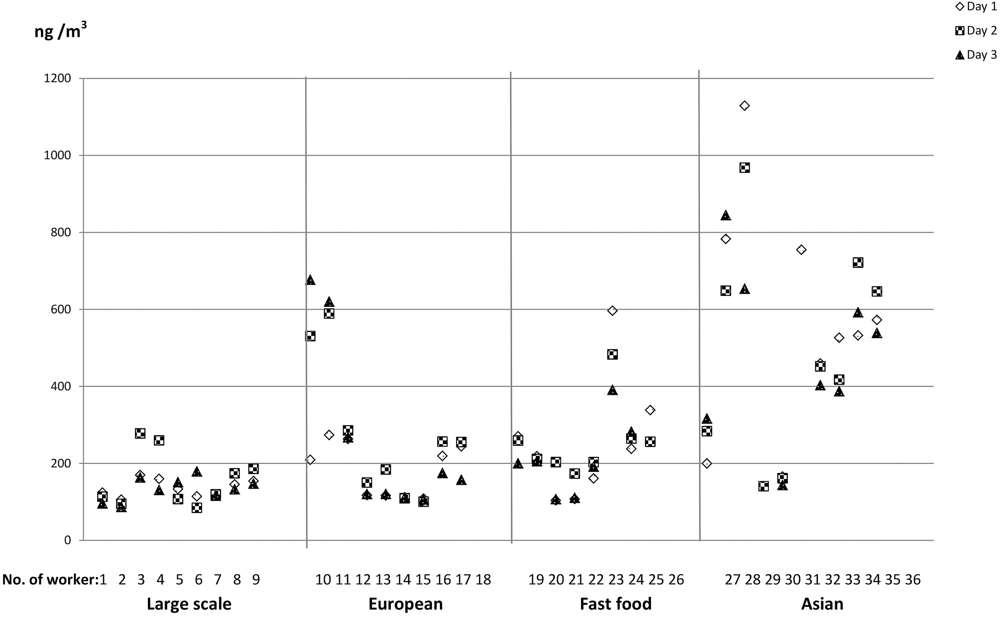 Day 1
ng /m³
Day 2
Day 3
1200
1000
800
600
400
200
0
No. of worker:1 2 3 4 5 6 7 8 9 10 11 12 13 14 15 16 17 18 19 20 21 22 23 24 25 26 27 28 29 30 31 32 33 34 35 36
Large scale European Fast food Asian